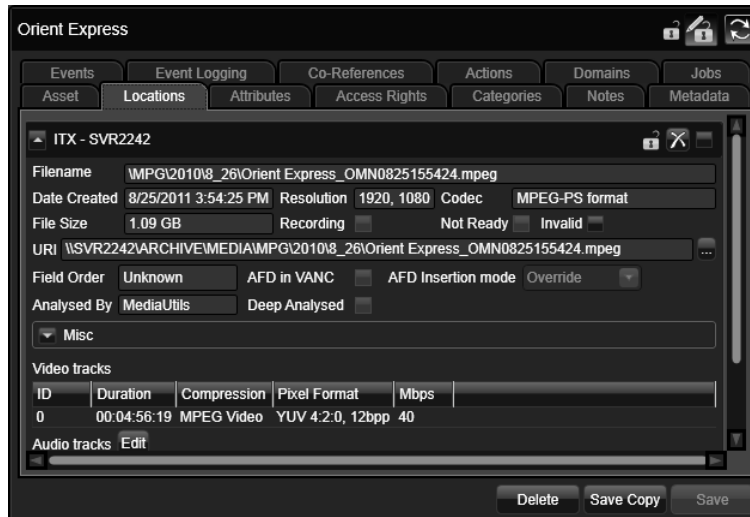 Orient Express
Events Event Logging Co-References Actions Domains Jobs
Asset Locations Attributes Access Rights Categories Notes Metadata
ITX - SVR2242
Filename \MPG\2010\8_26\Orient Express_OMN0825155424.mpeg
Date Created 8/25/2011 3:54:25 PM Resolution 1920, 1080 Codec MPEG-PS format
File Size 1.09 GB Recording Not Ready Invalid
URI \\SVR2242\ARCHIVE\MEDIA\MPG\2010\8_26\Orient Express_OMN0825155424.mpeg ...
Field Order Unknown AFD in VANC AFD Insertion mode Override
Analysed By MediaUtils Deep Analysed
Misc
Video tracks
ID Duration Compression Pixel Format Mbps
0 00:04:56:19 MPEG Video YUV 4:2:0, 12bpp 40
Audio tracks Edit
Delete Save Copy Save